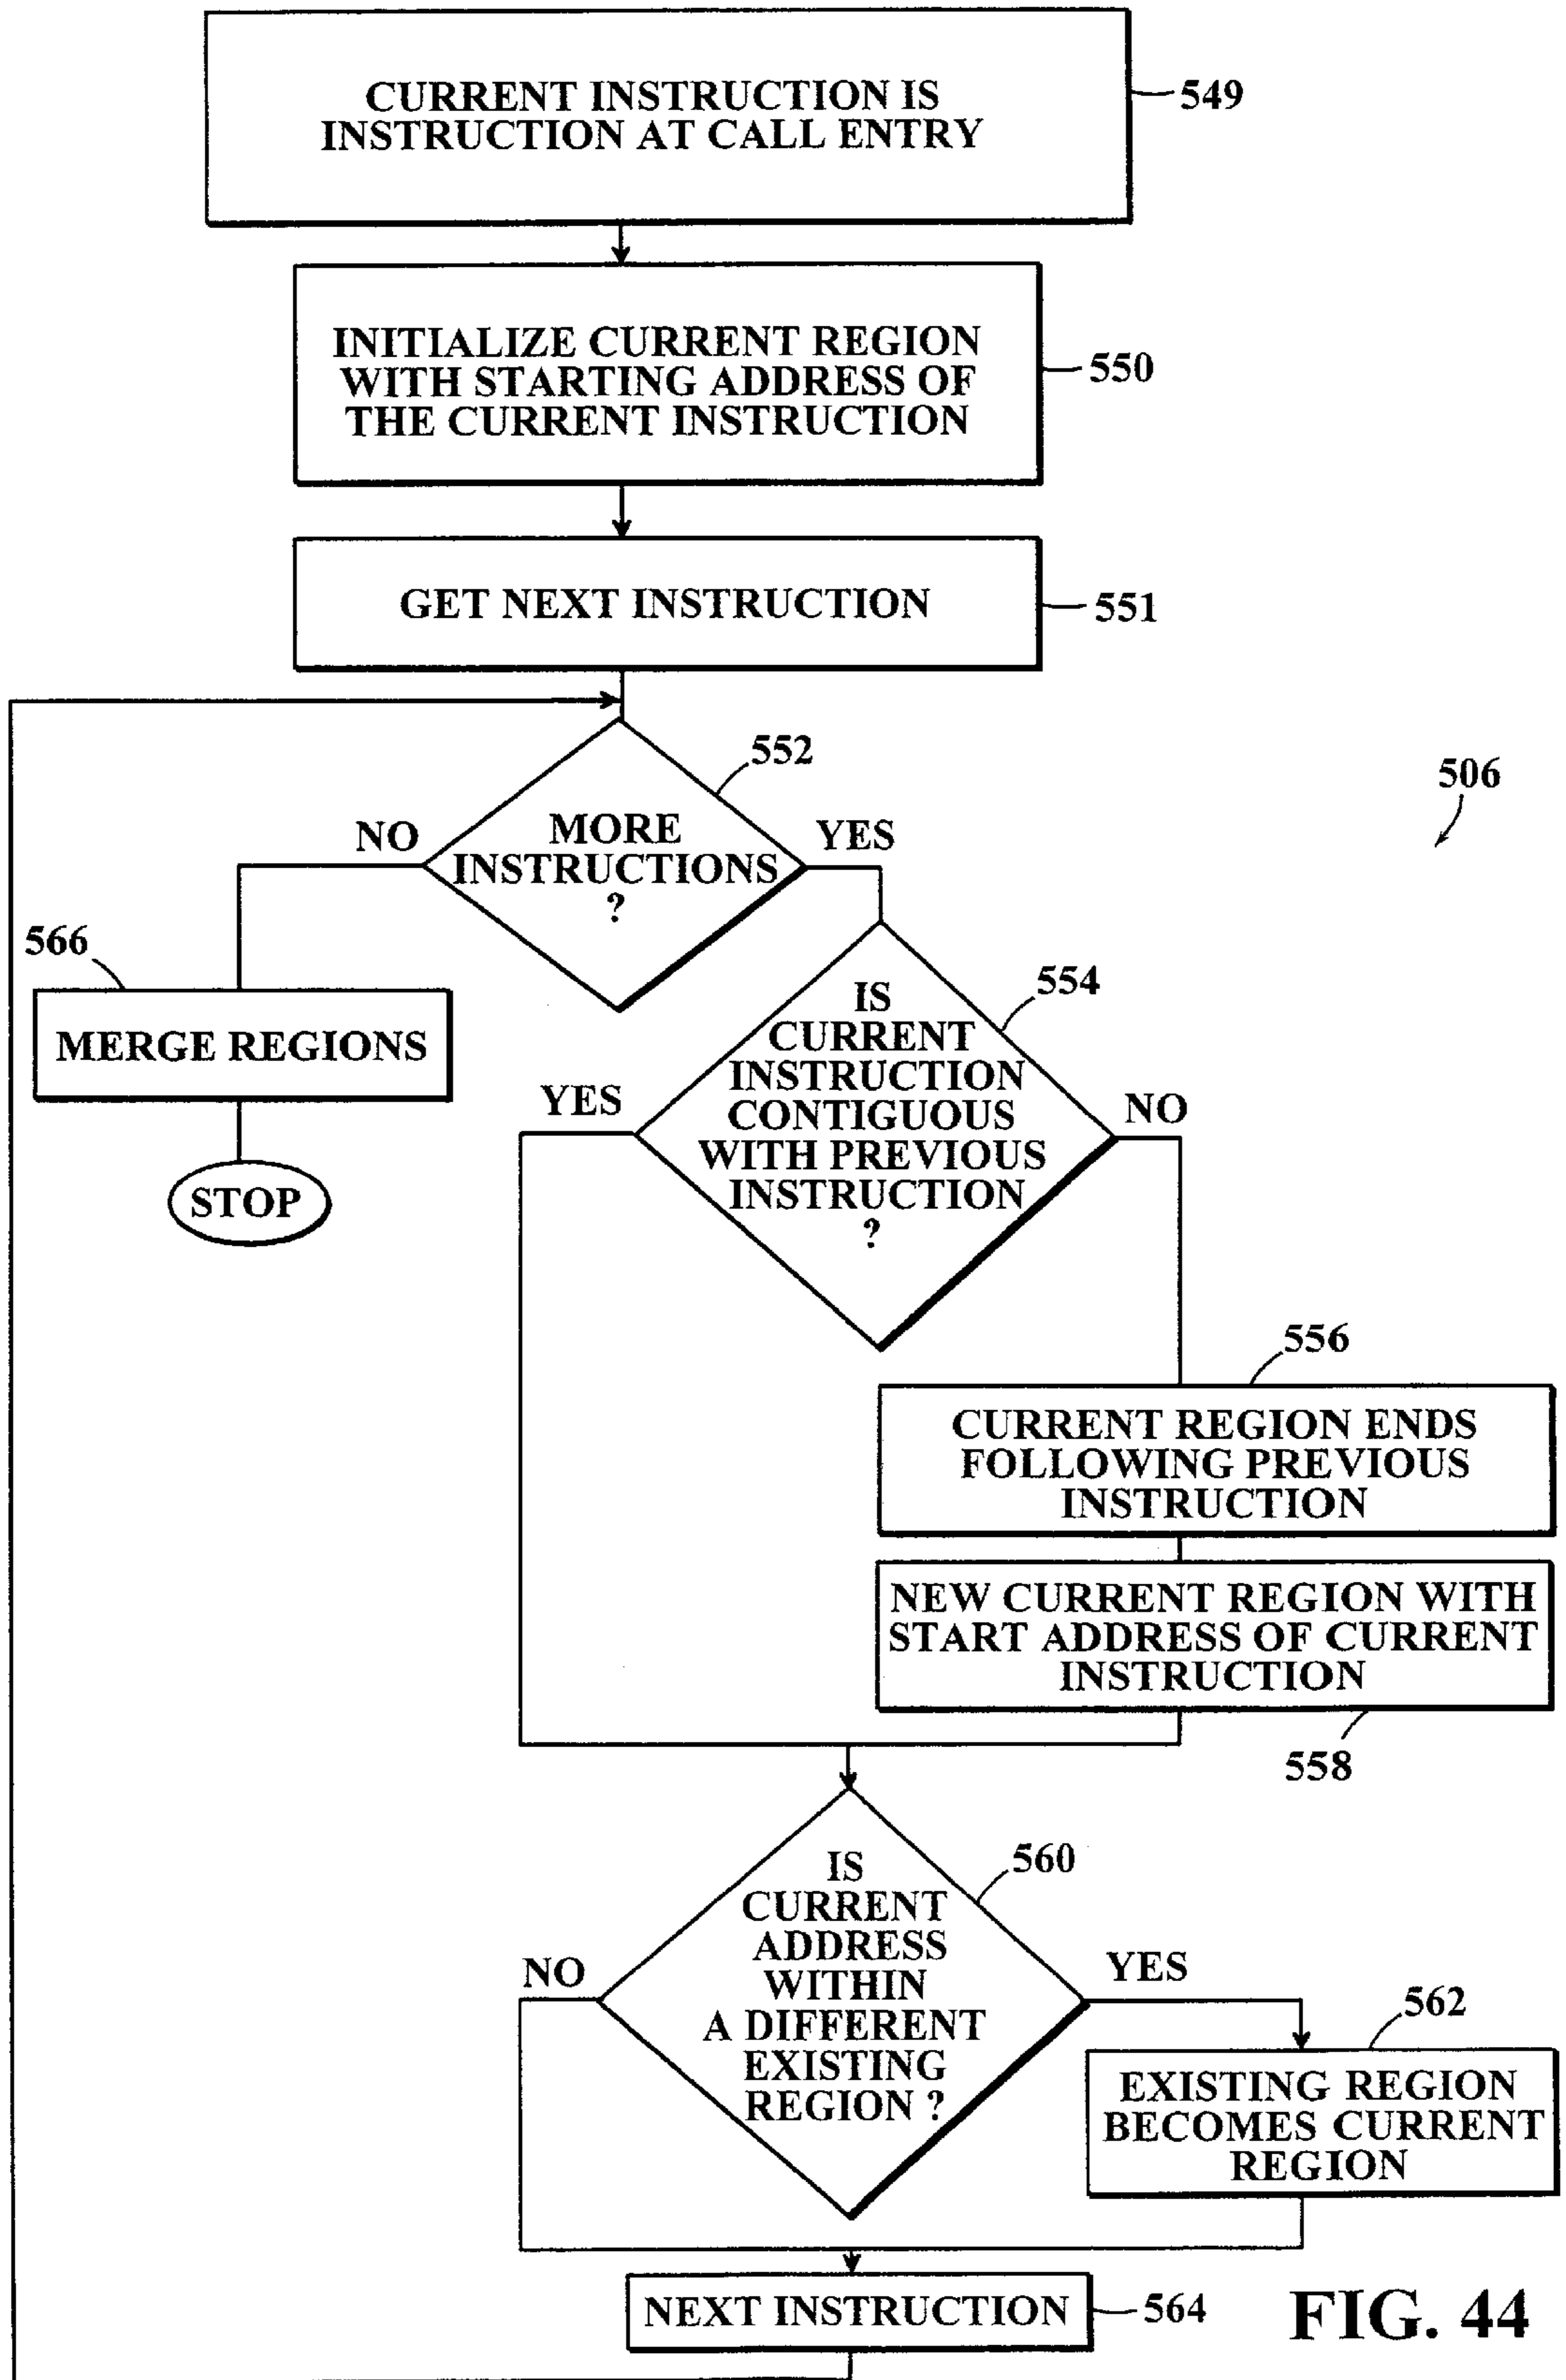 CURRENT INSTRUCTION IS
INSTRUCTION AT CALL ENTRY
549
INITIALIZE CURRENT REGION
WITH STARTING ADDRESS OF
THE CURRENT INSTRUCTION
550
GET NEXT INSTRUCTION
551
552
506
NO
MORE
INSTRUCTIONS
?
YES
566
MERGE REGIONS
STOP
554
IS
CURRENT
INSTRUCTION
CONTIGUOUS
WITH PREVIOUS
INSTRUCTION
?
YES
NO
556
CURRENT REGION ENDS
FOLLOWING PREVIOUS
INSTRUCTION
NEW CURRENT REGION WITH
START ADDRESS OF CURRENT
INSTRUCTION
558
560
IS
CURRENT
ADDRESS
WITHIN
A DIFFERENT
EXISTING
REGION ?
NO
YES
562
EXISTING REGION
BECOMES CURRENT
REGION
NEXT INSTRUCTION
564
FIG. 44